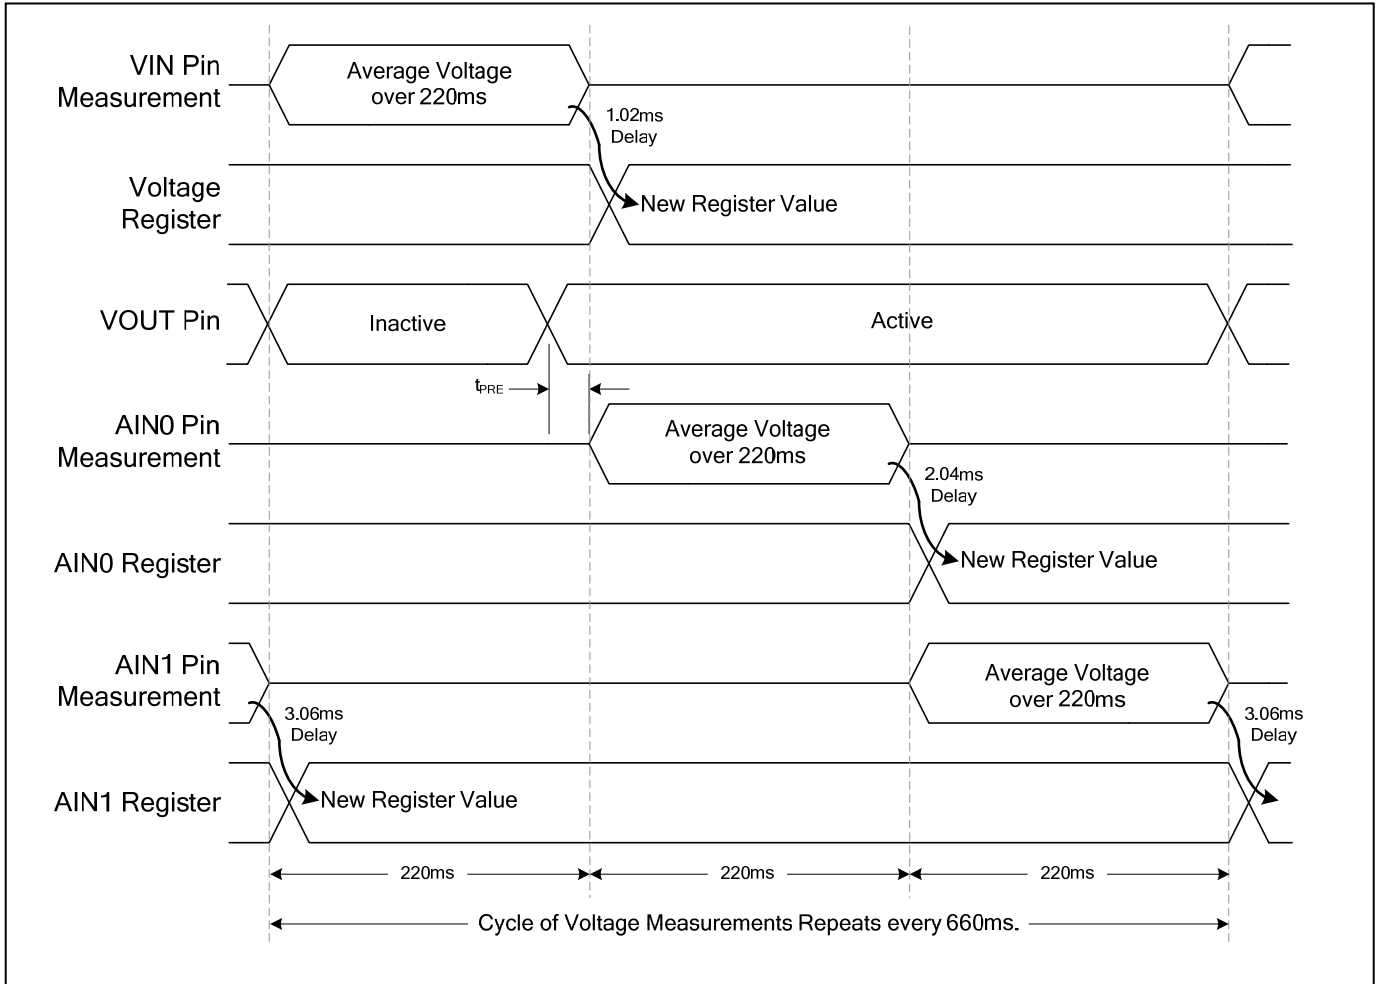 VIN Pin
Measurement
Average Voltage
over 220ms
1.02ms
Delay
Voltage
Register
New Register Value
VOUT Pin
Inactive
Active
tPRE
AIN0 Pin
Measurement
Average Voltage
over 220ms
2.04ms
Delay
AIN0 Register
New Register Value
AIN1 Pin
Measurement
Average Voltage
over 220ms
3.06ms
Delay
3.06ms
Delay
AIN1 Register
New Register Value
220ms
220ms
220ms
Cycle of Voltage Measurements Repeats every 660ms.